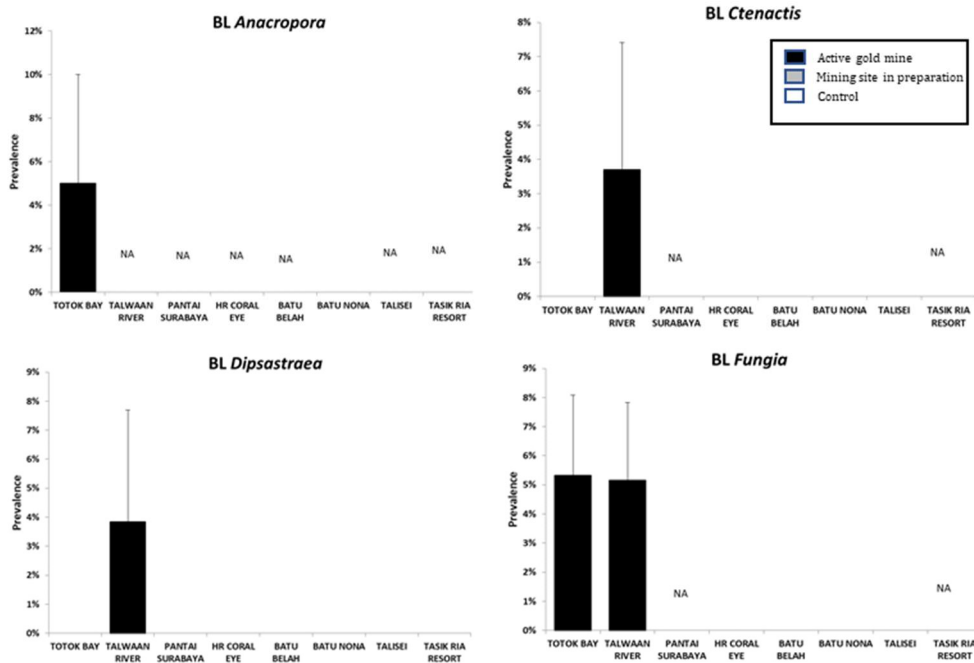 BL Anacropora
12%
10%
8%
6%
4%
2%
0%
Prevalence
NA NA NA NA NA NA
TOTOK BAY TALWAAN RIVER PANTAI SURABAYA HR CORAL EYE BATU BELAH BATU NONA TALISEI TASIK RIA RESORT
BL Ctenactis
8%
7%
6%
5%
4%
3%
2%
1%
0%
Prevalence
Active gold mine
Mining site in preparation
Control
NA NA
TOTOK BAY TALWAAN RIVER PANTAI SURABAYA HR CORAL EYE BATU BELAH BATU NONA TALISEI TASIK RIA RESORT
BL Dipsastraea
9%
8%
7%
6%
5%
4%
3%
2%
1%
0%
Prevalence
TOTOK BAY TALWAAN RIVER PANTAI SURABAYA HR CORAL EYE BATU BELAH BATU NONA TALISEI TASIK RIA RESORT
BL Fungia
9%
8%
7%
6%
5%
4%
3%
2%
1%
0%
Prevalence
NA NA
TOTOK BAY TALWAAN RIVER PANTAI SURABAYA HR CORAL EYE BATU BELAH BATU NONA TALISEI TASIK RIA RESORT